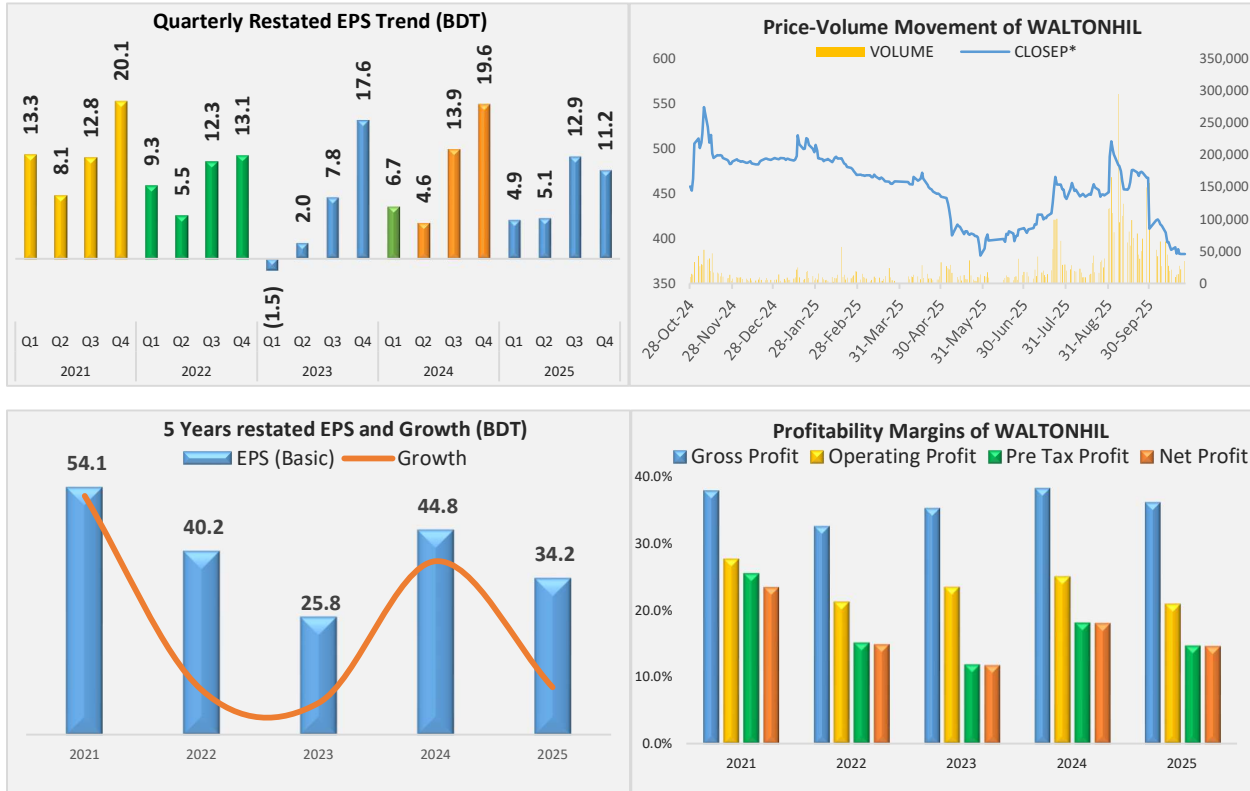 Quarterly Restated EPS Trend (BDT)
13.3 8.1 12.8 20.1 9.3 5.5 12.3 13.1 (1.5) 2.0 7.8 17.6 6.7 4.6 13.9 19.6 4.9 5.1 12.9 11.2
Q1 Q2 Q3 Q4 Q1 Q2 Q3 Q4 Q1 Q2 Q3 Q4 Q1 Q2 Q3 Q4 Q1 Q2 Q3 Q4
2021 2022 2023 2024 2025
Price-Volume Movement of WALTONHIL
VOLUME CLOSEP*
600 350,000
550 300,000
250,000
500 200,000
450 150,000
400 100,000
50,000
350 0
28-Oct-24 28-Nov-24 28-Dec-24 28-Jan-25 28-Feb-25 31-Mar-25 30-Apr-25 31-May-25 30-Jun-25 31-Jul-25 31-Aug-25 30-Sep-25
5 Years restated EPS and Growth (BDT)
EPS (Basic) Growth
54.1 40.2 25.8 44.8 34.2
2021 2022 2023 2024 2025
Profitability Margins of WALTONHIL
Gross Profit Operating Profit Pre Tax Profit Net Profit
40.0%
30.0%
20.0%
10.0%
0.0%
2021 2022 2023 2024 2025